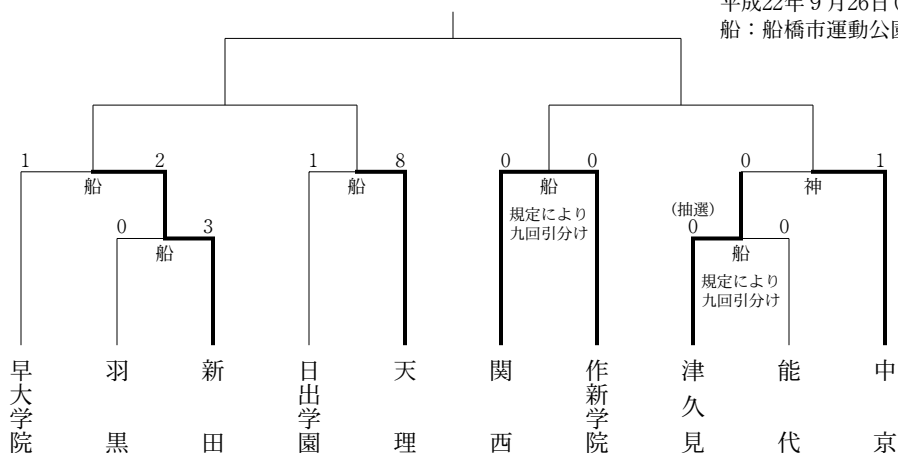 平成22年９月26日（
船：船橋市運動公園
1 2 1 8 0 0 0 1
船 船 船 神
規定により
九回引分け
（抽選）
0 3 0 0
船 船
規定により
九回引分け
早大学院
羽黒
新田
日出学園
天理
関西
作新学院
津久見
能代
中京